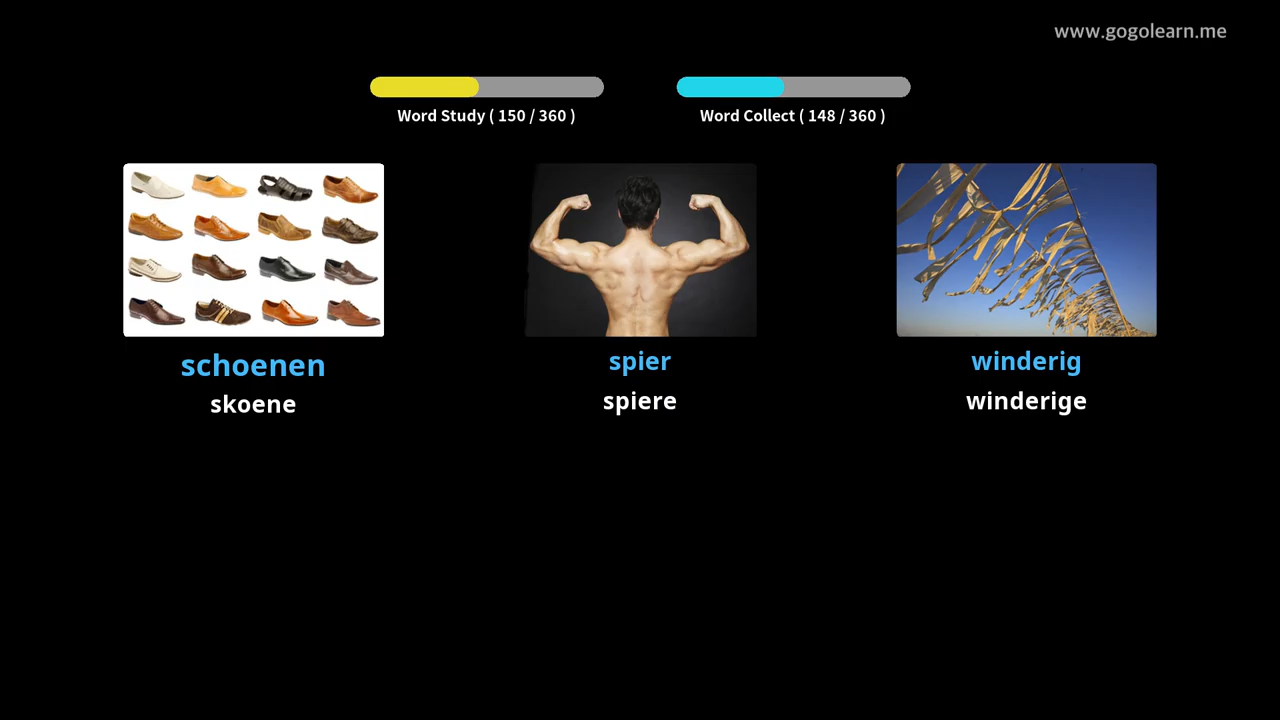 www.gogolearn.me
Word Study ( 150 / 360 )
Word Collect ( 148 / 360 )
schoenen
skoene
spier
spiere
winderig
winderige